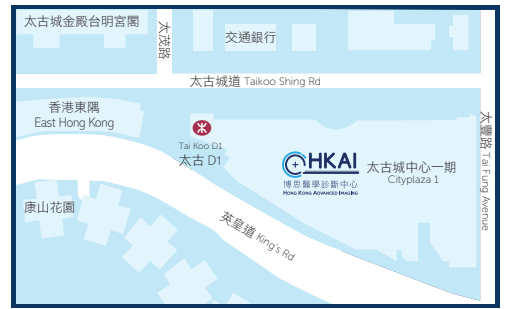 太古城金殿台明宮閣
太茂路
交通銀行
太古城道 Taikoo Shing Rd
香港東隅
East Hong Kong
Tai Koo D1
太古 D1
HKAI
博思醫學診斷中心
HONG KONG ADVANCED IMAGING
太古城中心一期
Cityplaza 1
太豐路 Tai Fung Avenue
康山花園
英皇道 King's Rd